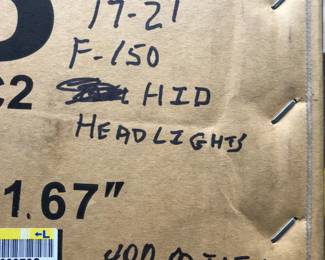 17-21
F-150
C2
HID
HEADLIGHTS
1.67"
←L